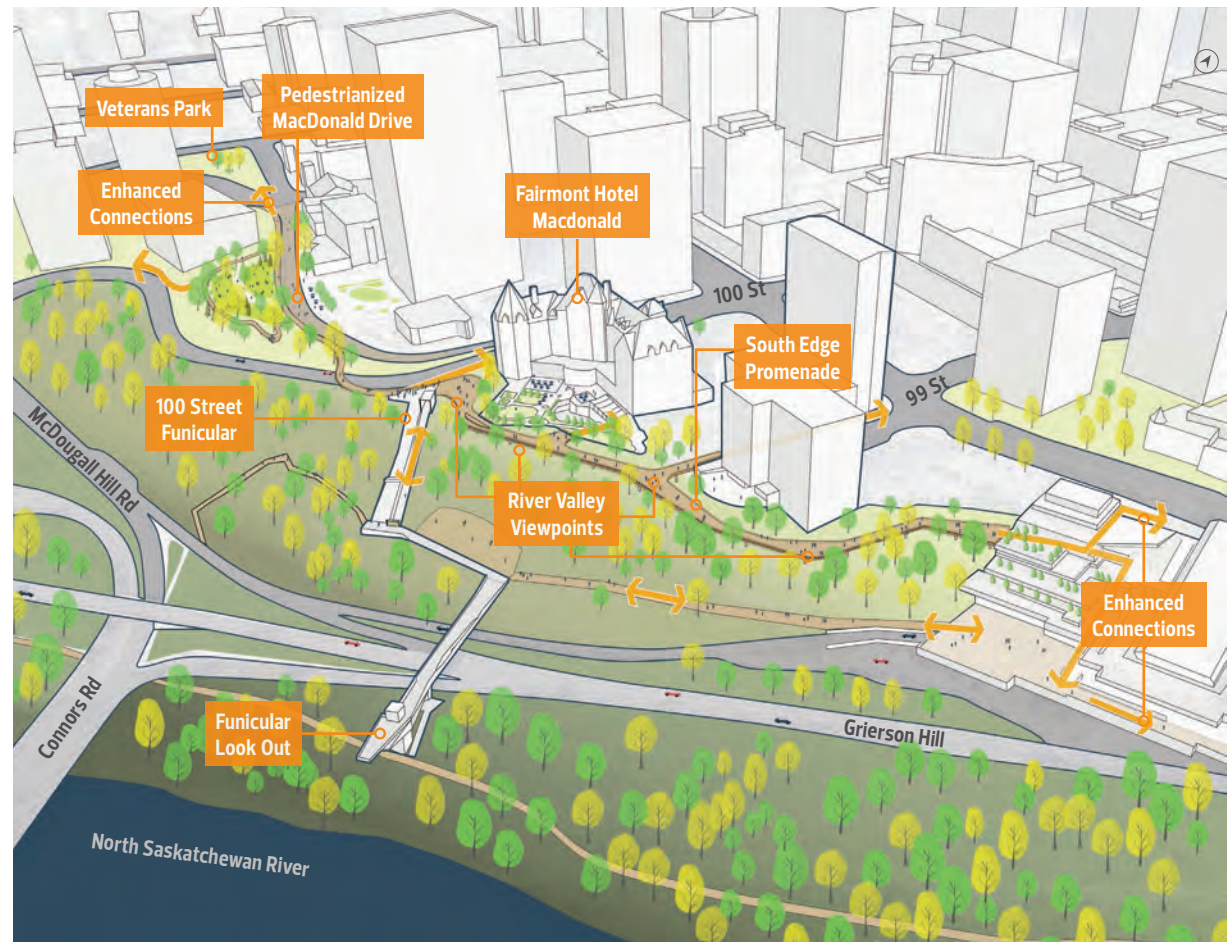 Veterans Park
Pedestrianized
MacDonald Drive
Enhanced
Connections
Fairmont Hotel
Macdonald
100 St
South Edge
Promenade
99 St
100 Street
Funicular
McDougall Hill Rd
River Valley
Viewpoints
Enhanced
Connections
Connors Rd
Funicular
Look Out
Grierson Hill
North Saskatchewan River